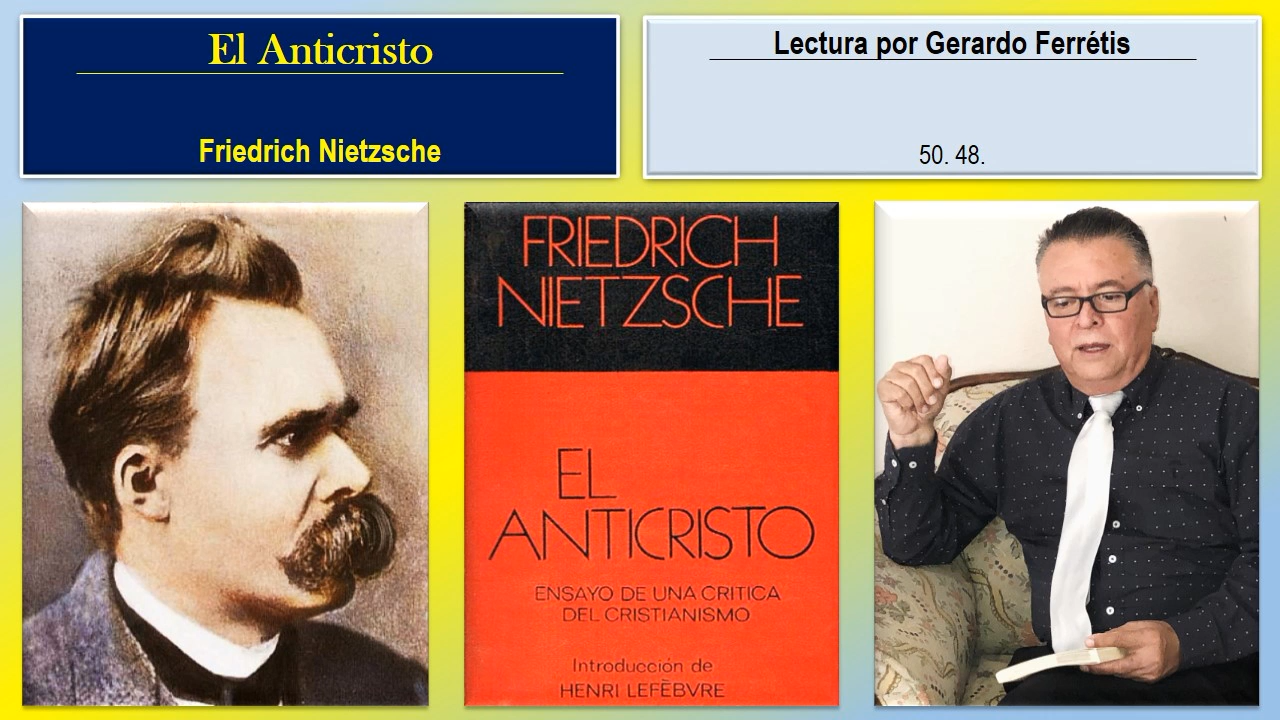 El Anticristo
Friedrich Nietzsche
Lectura por Gerardo Ferrétis
50. 48.
FRIEDRICH
NIETZSCHE
EL
ANTICRISTO
ENSAYO DE UNA CRITICA
DEL CRISTIANISMO
Introducción de
HENRI LEFÈBVRE